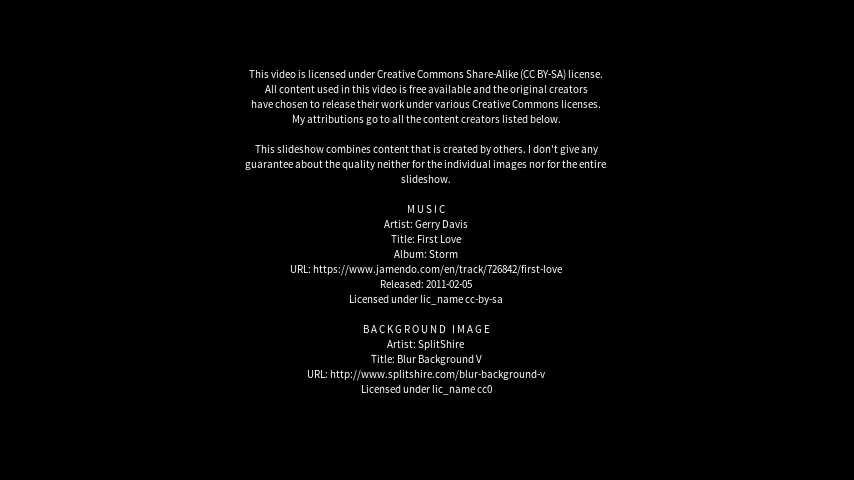 This video is licensed under Creative Commons Share-Alike (CC BY-SA) license.
All content used in this video is free available and the original creators
have chosen to release their work under various Creative Commons licenses.
My attributions go to all the content creators listed below.
This slideshow combines content that is created by others. I don't give any
guarantee about the quality neither for the individual images nor for the entire
slideshow.
MUSIC
Artist: Gerry Davis
Title: First Love
Album: Storm
URL: https://www.jamendo.com/en/track/726842/first-love
Released: 2011-02-05
Licensed under lic_name cc-by-sa
BACKGROUND IMAGE
Artist: SplitShire
Title: Blur Background V
URL: http://www.splitshire.com/blur-background-v
Licensed under lic_name cc0